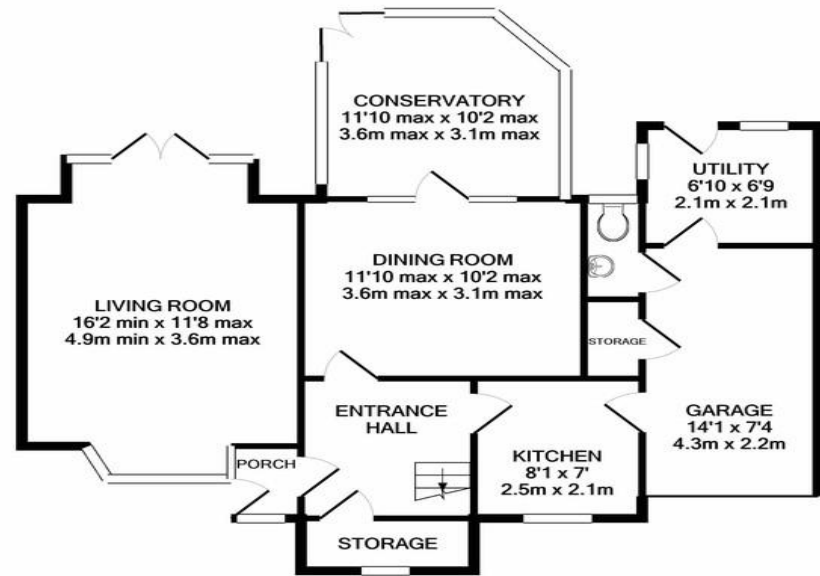 CONSERVATORY
11'10 max x 10'2 max
3.6m max x 3.1m max
UTILITY
6'10 x 6'9
2.1m x 2.1m
DINING ROOM
11'10 max x 10'2 max
3.6m max x 3.1m max
LIVING ROOM
16'2 min x 11'8 max
4.9m min x 3.6m max
STORAGE
ENTRANCE
HALL
GARAGE
14'1 x 7'4
4.3m x 2.2m
KITCHEN
8'1 x 7'
2.5m x 2.1m
PORCH
STORAGE